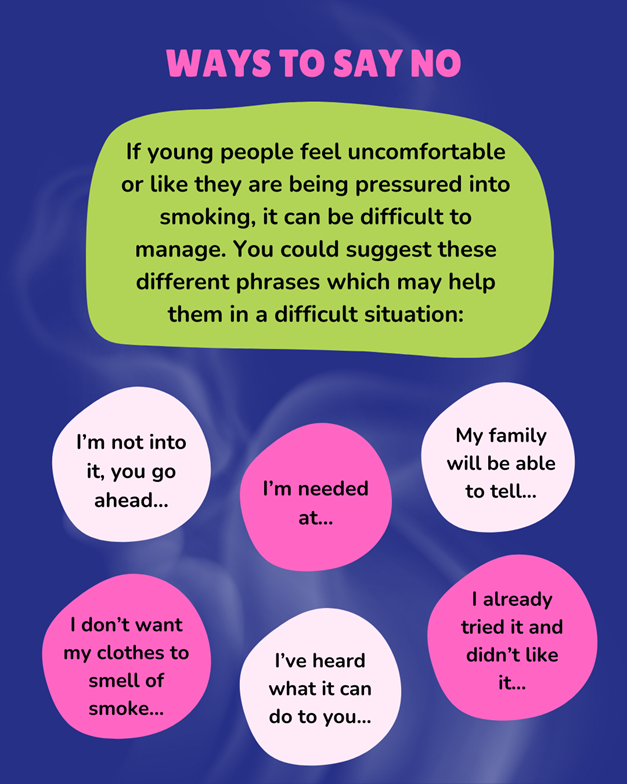 WAYS TO SAY NO
If young people feel uncomfortable
or like they are being pressured into
smoking, it can be difficult to
manage. You could suggest these
different phrases which may help
them in a difficult situation:
I'm not into
it, you go
ahead...
I'm needed
at...
My family
will be able
to tell...
I don't want
my clothes to
smell of
smoke...
I've heard
what it can
do to you...
I already
tried it and
didn't like
it...